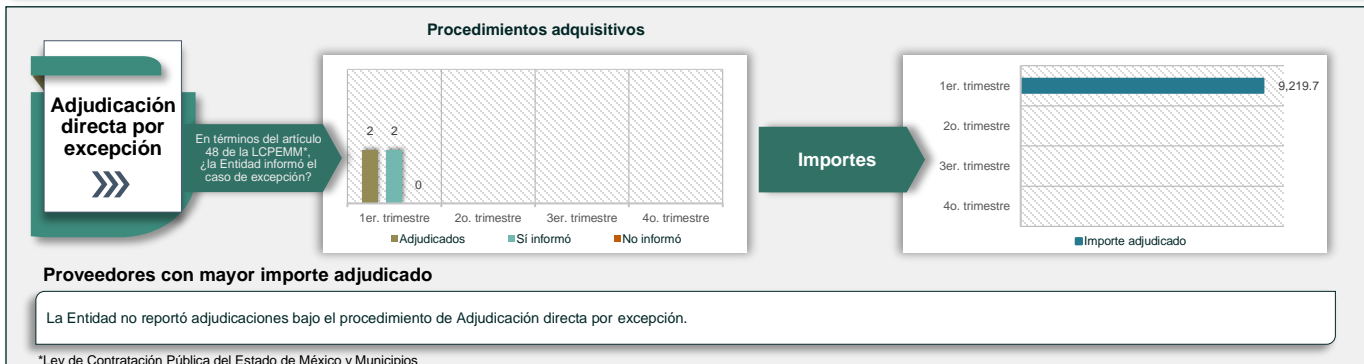 Procedimientos adquisitivos
Adjudicación
directa por
excepción
En términos del artículo
48 de la LCPEMM*,
¿la Entidad informó el
caso de excepción?
2 2
0
1er. trimestre 2o. trimestre 3er. trimestre 4o. trimestre
Adjudicados Sí informó No informó
Importes
1er. trimestre 9,219.7
2o. trimestre
3er. trimestre
4o. trimestre
Importe adjudicado
Proveedores con mayor importe adjudicado
La Entidad no reportó adjudicaciones bajo el procedimiento de Adjudicación directa por excepción.
*Ley de Contratación Pública del Estado de México y Municipios